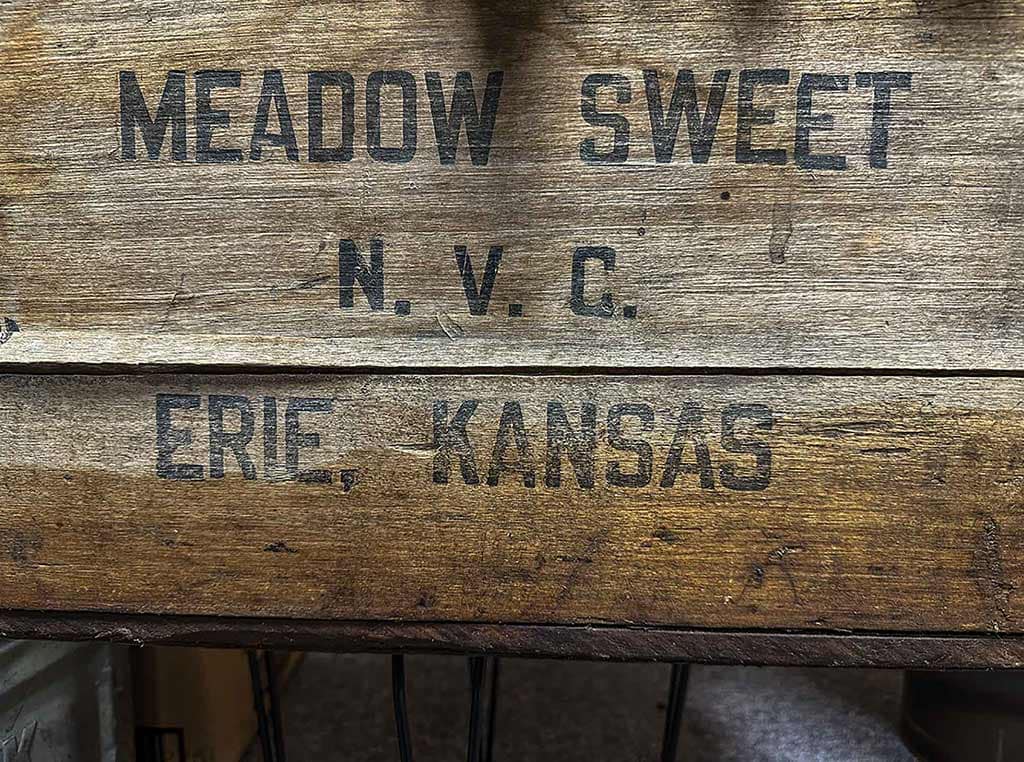 MEADOW SWEET
N. V. C.
ERIE, KANSAS